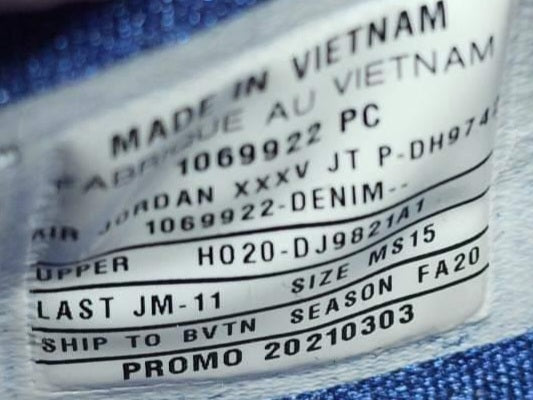 MADE IN VIETNAM
FABRIQUE AU VIETNAM
1069922 PC
AIR JORDAN XXXV JT P-DH974
1069922-DENIM--
UPPER HO20-DJ9821A1
LAST JM-11 SIZE MS15
SHIP TO BVTN SEASON FA20
PROMO 20210303